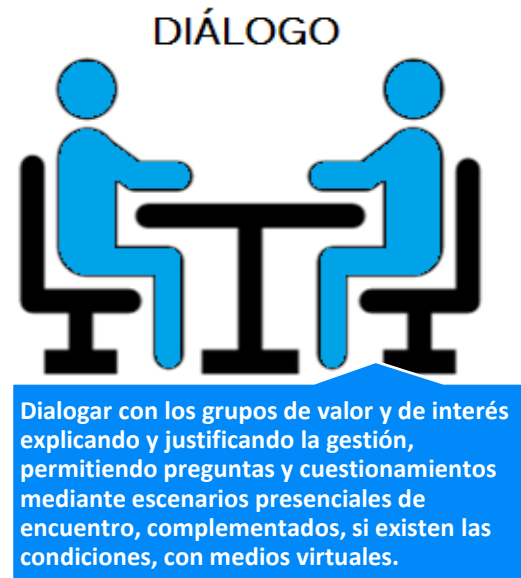 DIÁLOGO
Dialogar con los grupos de valor y de interés
explicando y justificando la gestión,
permitiendo preguntas y cuestionamientos
mediante escenarios presenciales de
encuentro, complementados, si existen las
condiciones, con medios virtuales.